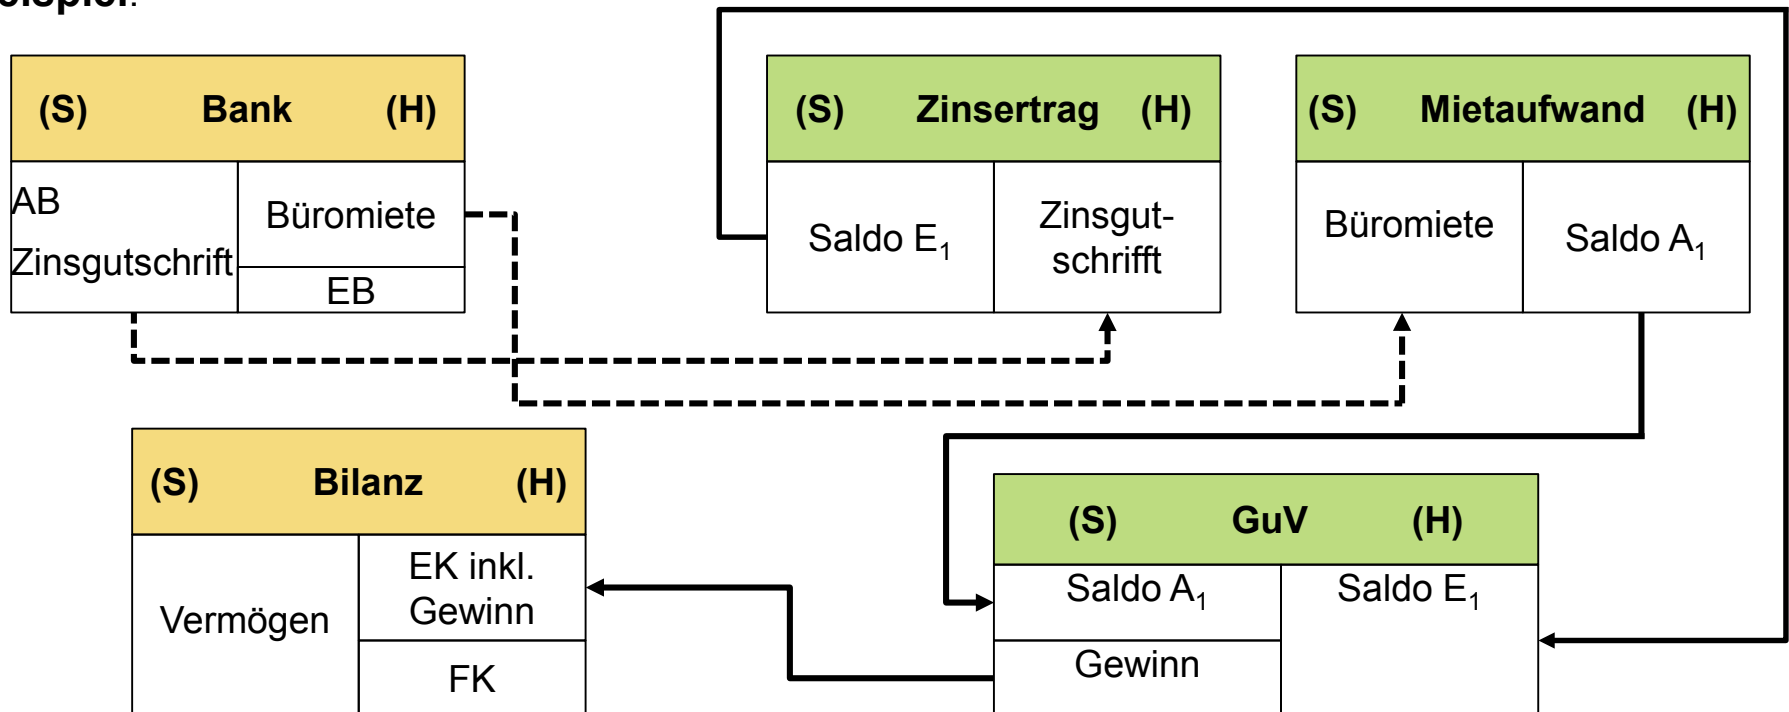 eispiel:
(S) Bank (H)
AB
Zinsgutschrift
Büromiete
EB
(S) Zinsertrag (H)
Saldo E₁
Zinsgut-
schrifft
(S) Mietaufwand (H)
Büromiete
Saldo A₁
(S) Bilanz (H)
Vermögen
EK inkl.
Gewinn
FK
(S) GuV (H)
Saldo A₁
Gewinn
Saldo E₁